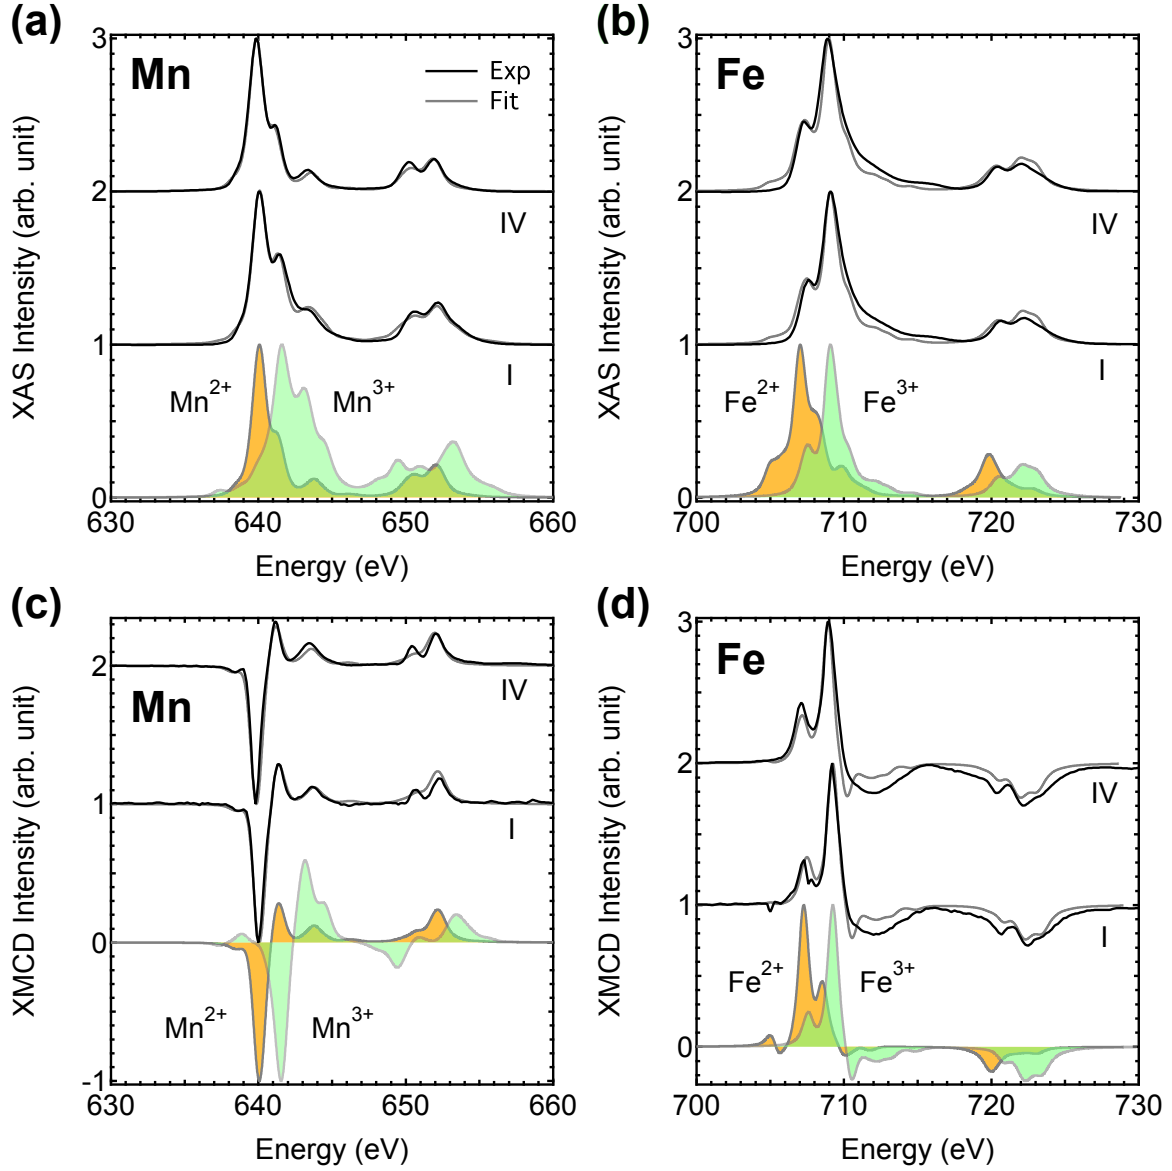 (a)
Mn
Exp
Fit
3
2
1
0
IV
I
Mn2+
Mn3+
630
640
650
660
Energy (eV)
XAS Intensity (arb. unit)
(b)
Fe
3
2
1
0
IV
I
Fe2+
Fe3+
700
710
720
730
Energy (eV)
XAS Intensity (arb. unit)
(c)
Mn
2
1
0
-1
IV
I
Mn2+
Mn3+
630
640
650
660
Energy (eV)
XMCD Intensity (arb. unit)
(d)
Fe
3
2
1
0
IV
I
Fe2+
Fe3+
700
710
720
730
Energy (eV)
XMCD Intensity (arb. unit)